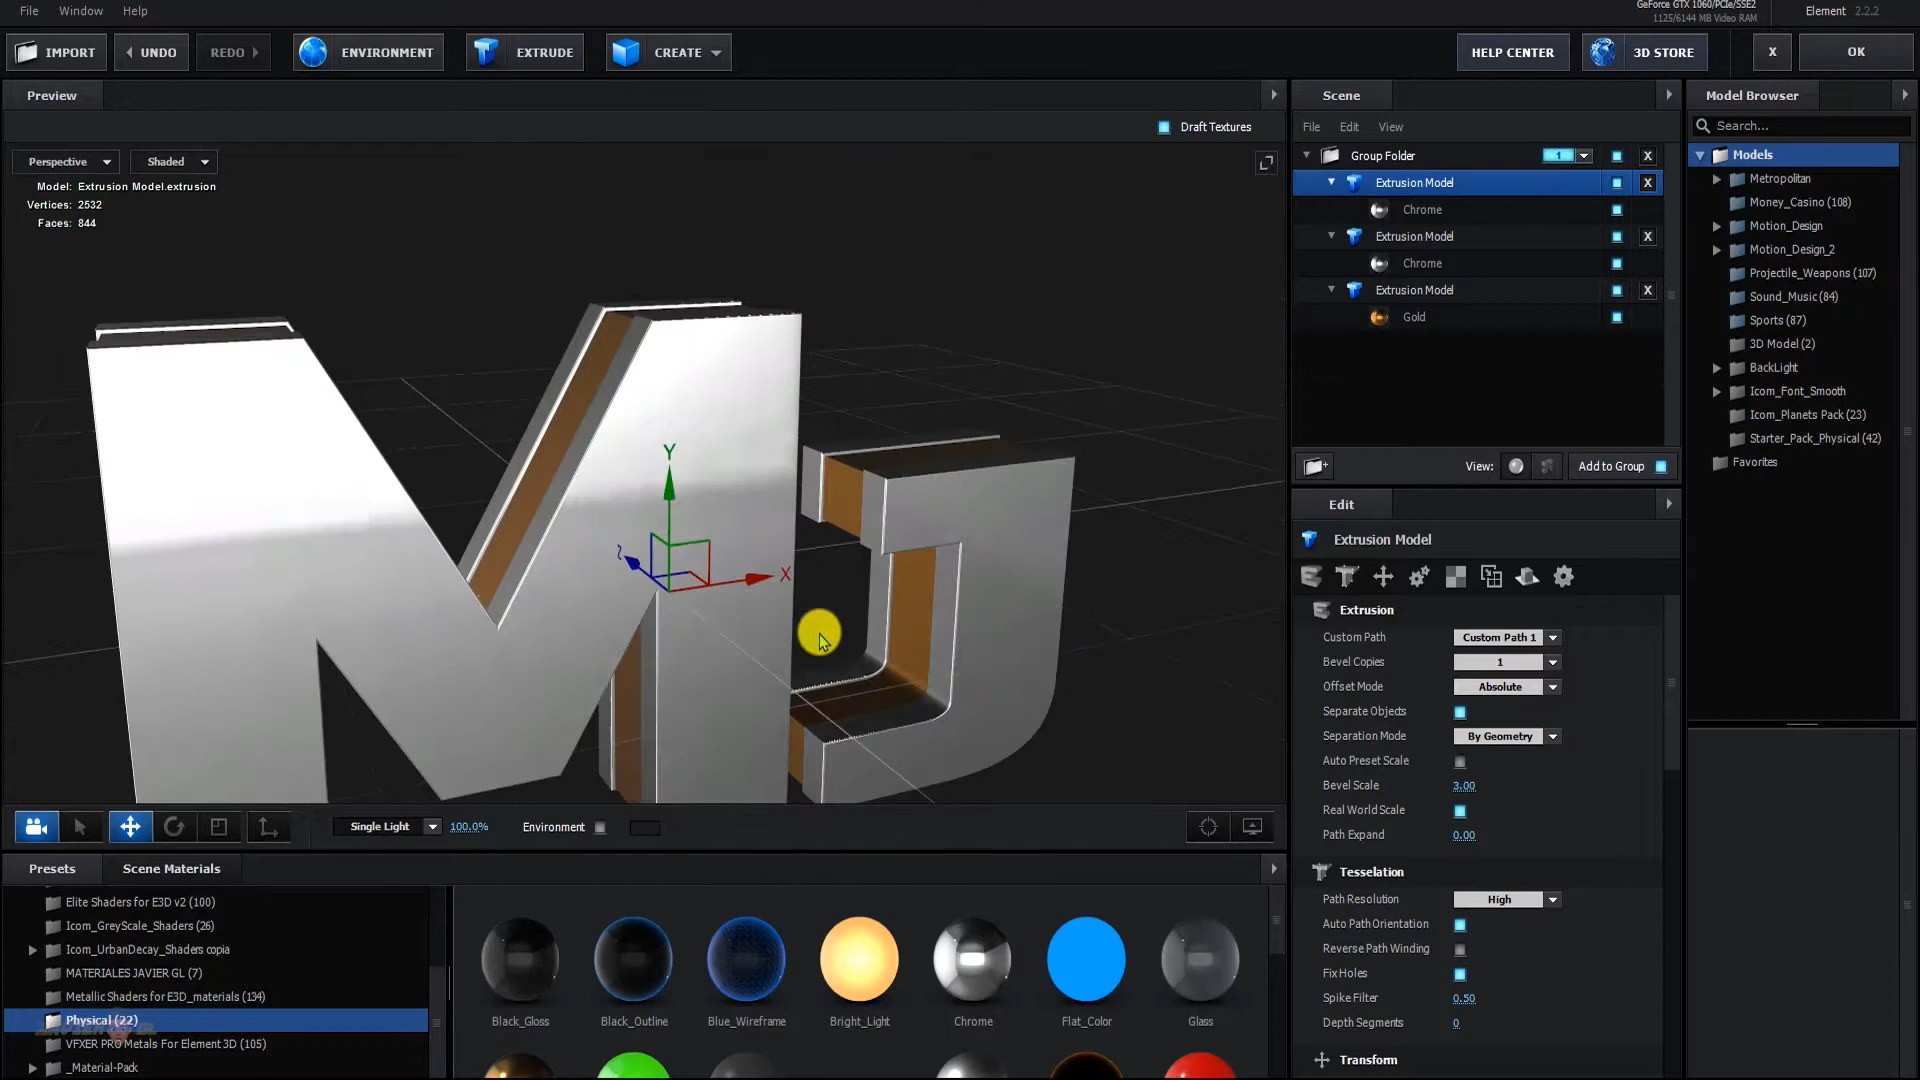 File Window Help
GeForce GTX 1060/PCIe/SSE2
1125/6144 MB Video RAM
Element 2.2.2
IMPORT UNDO REDO ENVIRONMENT EXTRUDE CREATE HELP CENTER 3D STORE X OK
Preview
Draft Textures
Perspective Shaded
Model: Extrusion Model.extrusion
Vertices: 2532
Faces: 844
Y
X
Z
Single Light 100.0% Environment
Presets Scene Materials
Elite Shaders for E3D v2 (100)
Icom_GreyScale_Shaders (26)
Icom_UrbanDecay_Shaders copia
MATERIALES JAVIER GL (7)
Metallic Shaders for E3D_materials (134)
Physical (22)
VFXER PRO Metals For Element 3D (105)
_Material-Pack
Black_Gloss Black_Outline Blue_Wireframe Bright_Light Chrome Flat_Color Glass
Scene
File Edit View
Group Folder 1 X
Extrusion Model X
Chrome
Extrusion Model X
Chrome
Extrusion Model X
Gold
View: Add to Group
Edit
Extrusion Model
Extrusion
Custom Path Custom Path 1
Bevel Copies 1
Offset Mode Absolute
Separate Objects
Separation Mode By Geometry
Auto Preset Scale
Bevel Scale 3.00
Real World Scale
Path Expand 0.00
Tesselation
Path Resolution High
Auto Path Orientation
Reverse Path Winding
Fix Holes
Spike Filter 0.50
Depth Segments 0
Transform
Model Browser
Search...
Models
Metropolitan
Money_Casino (108)
Motion_Design
Motion_Design_2
Projectile_Weapons (107)
Sound_Music (84)
Sports (87)
3D Model (2)
BackLight
Icom_Font_Smooth
Icom_Planets Pack (23)
Starter_Pack_Physical (42)
Favorites